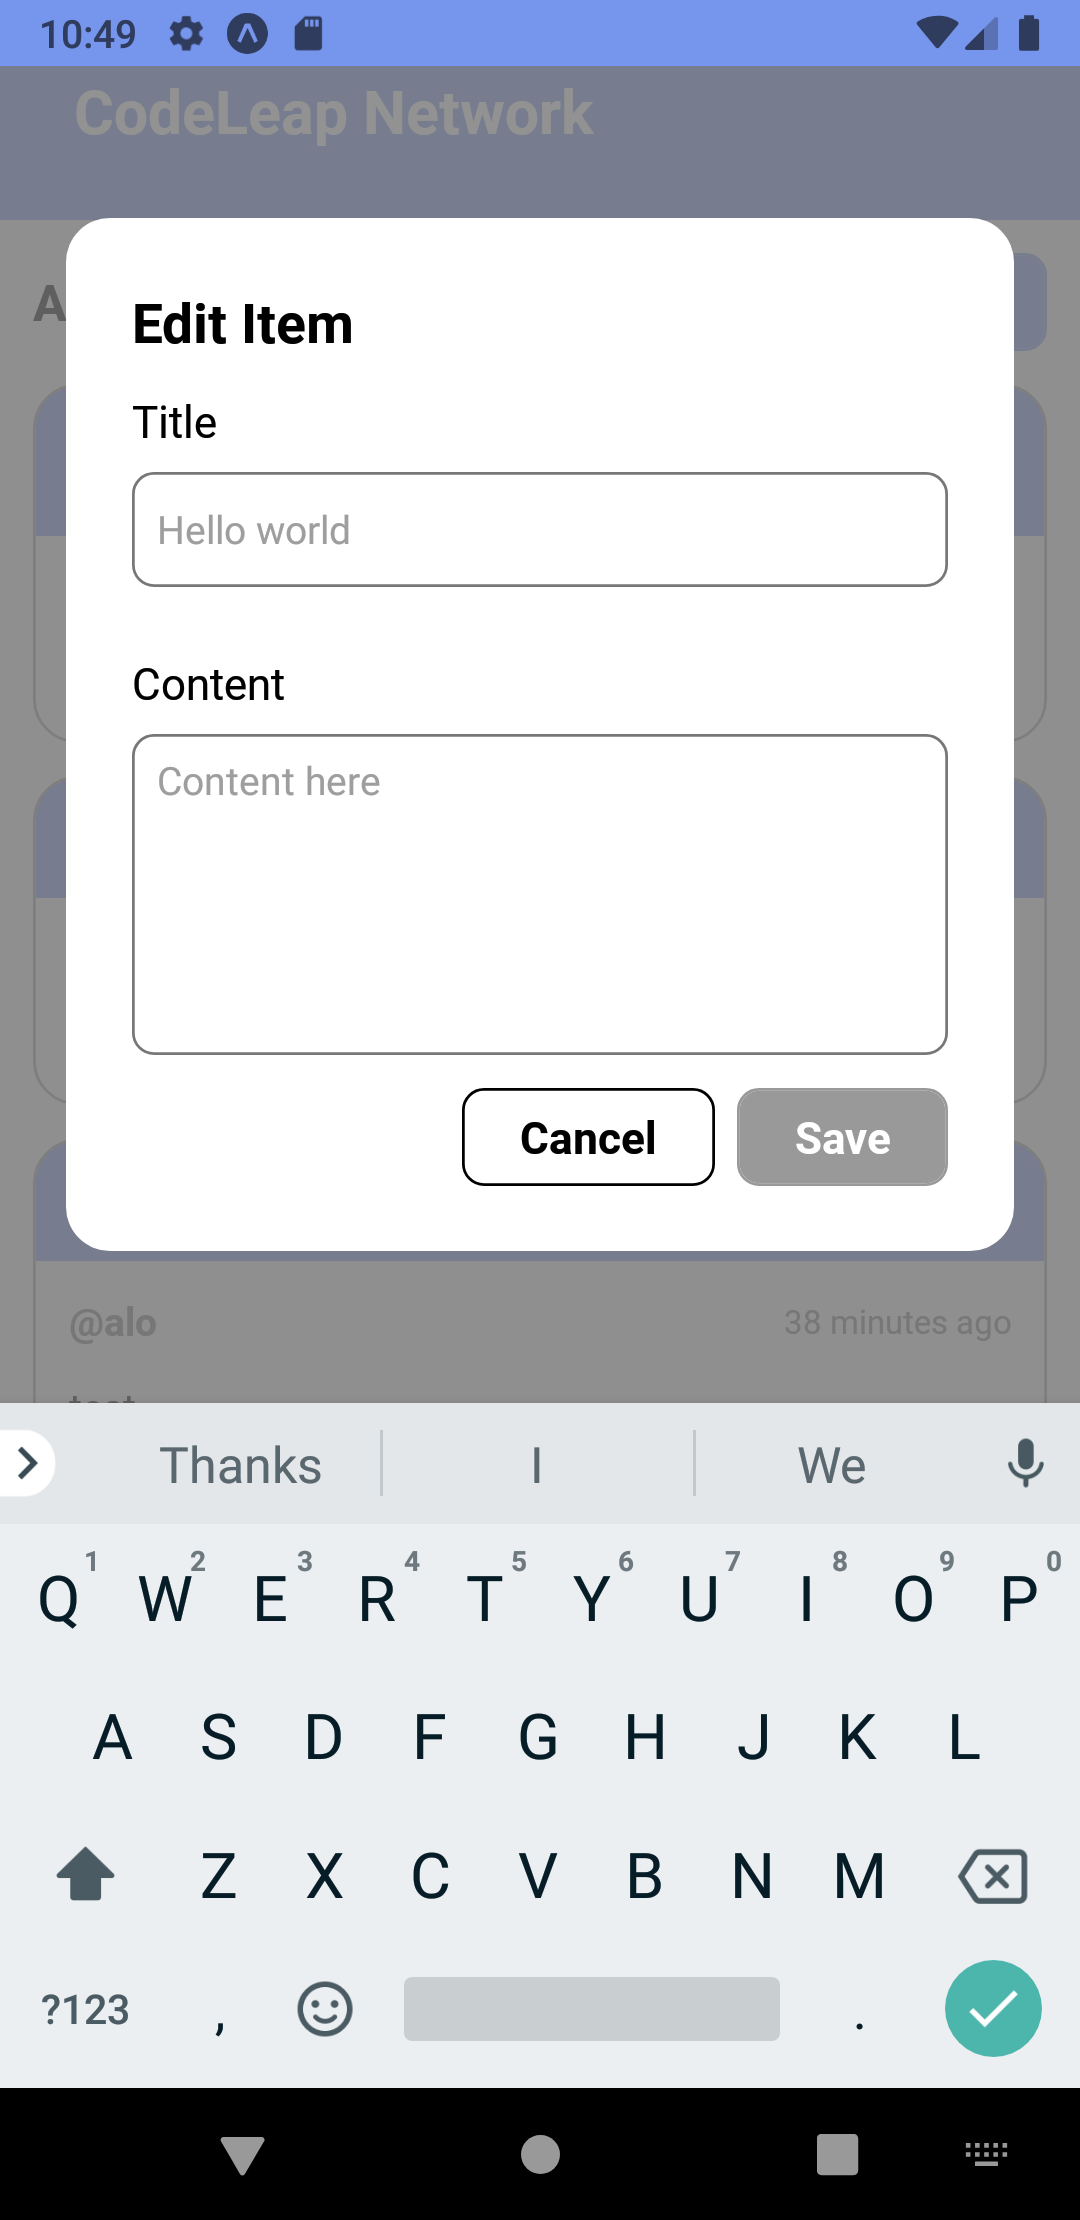 10:49
CodeLeap Network
A
Edit Item
Title
Hello world
Content
Content here
Cancel Save
@alo 38 minutes ago
Thanks I We
Q 1 W 2 E 3 R 4 T 5 Y 6 U 7 I 8 O 9 P 0
A S D F G H J K L
Z X C V B N M
?123 , .